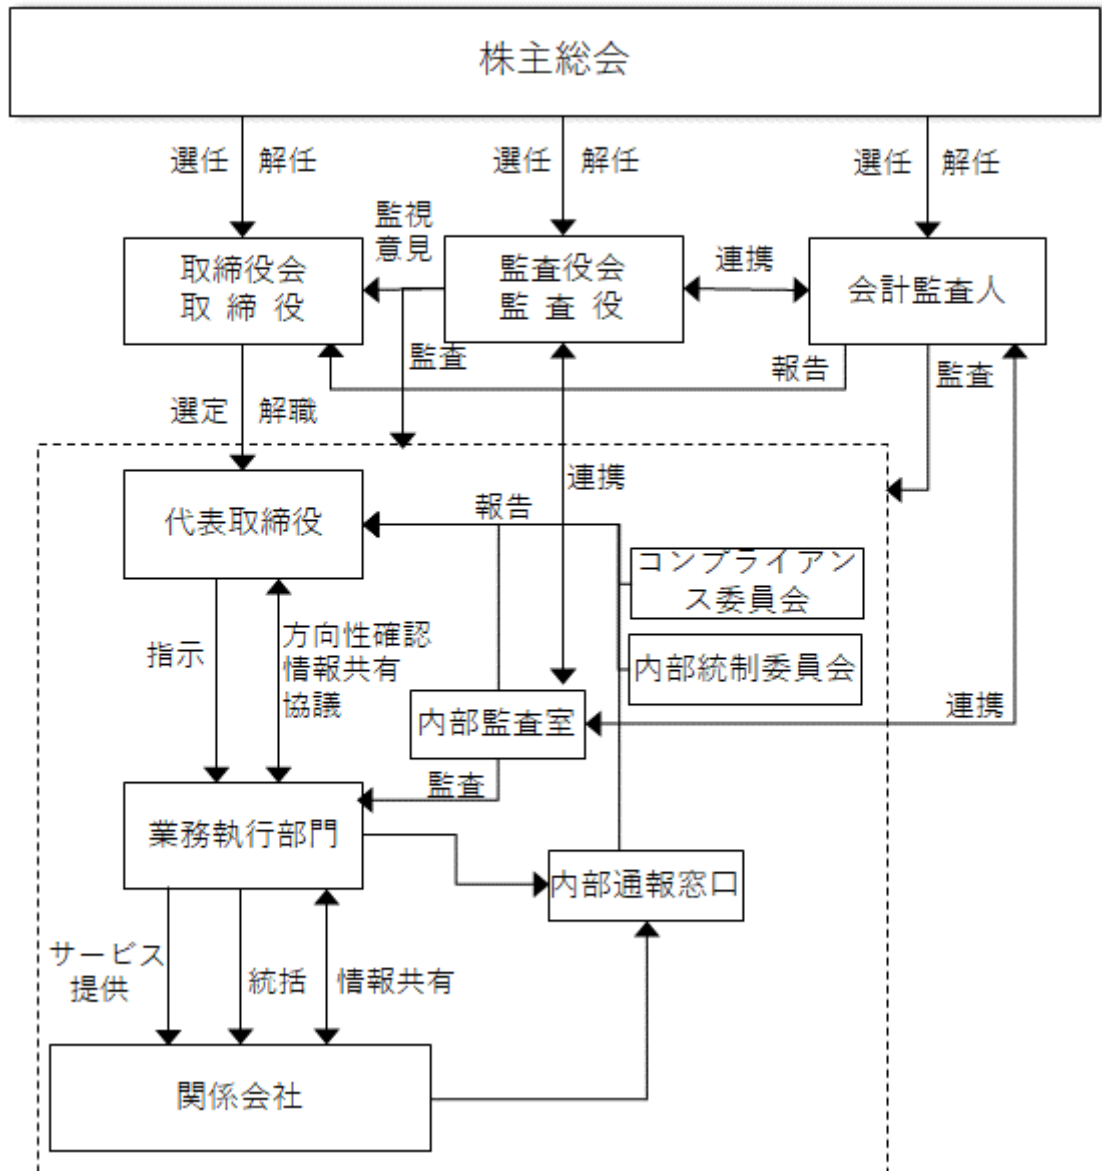 株主総会
選任 解任
選任 解任
選任 解任
監視
意見
取締役会
取 締 役
監査役会
監 査 役
連携
会計監査人
監査
報告
監査
選定 解職
連携
報告
代表取締役
コンプライアン
ス委員会
指示
方向性確認
情報共有
協議
内部統制委員会
内部監査室
連携
監査
業務執行部門
内部通報窓口
サービス
提供
統括
情報共有
関係会社